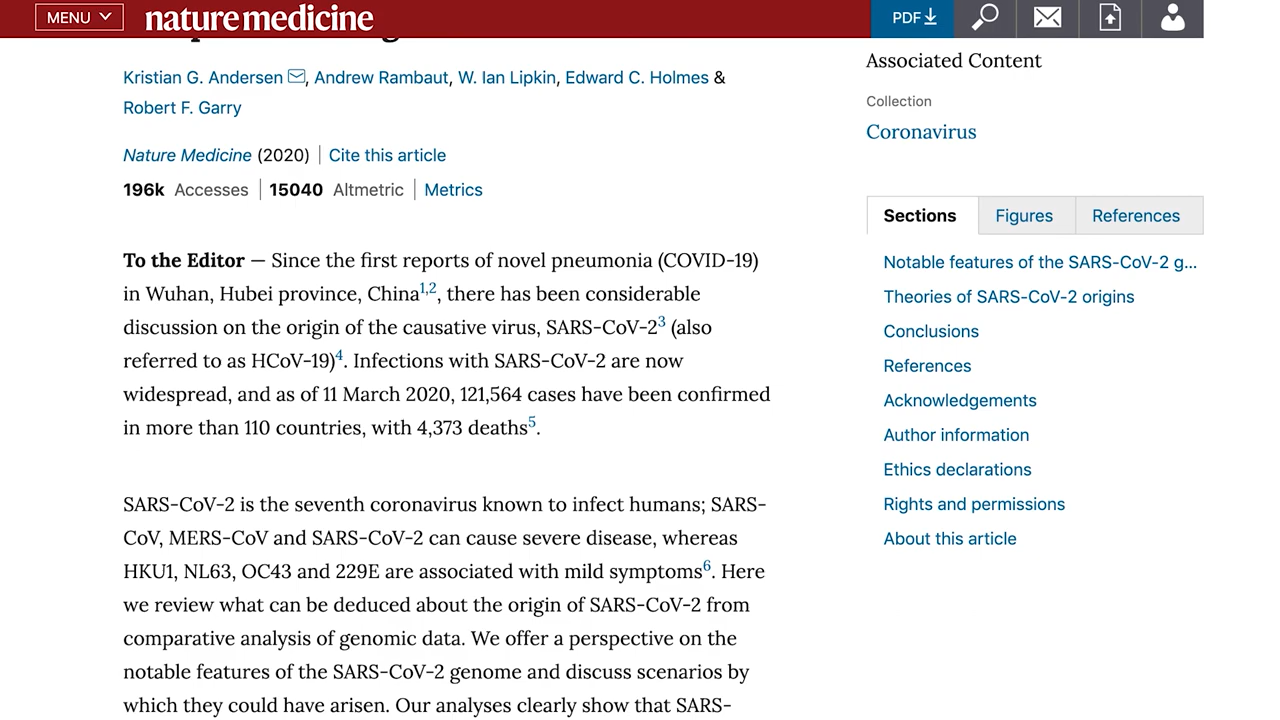 MENU
nature medicine
PDF
Kristian G. Andersen, Andrew Rambaut, W. Ian Lipkin, Edward C. Holmes &
Robert F. Garry
Nature Medicine (2020) | Cite this article
196k Accesses | 15040 Altmetric | Metrics
To the Editor — Since the first reports of novel pneumonia (COVID-19)
in Wuhan, Hubei province, China1,2, there has been considerable
discussion on the origin of the causative virus, SARS-CoV-23 (also
referred to as HCoV-19)4. Infections with SARS-CoV-2 are now
widespread, and as of 11 March 2020, 121,564 cases have been confirmed
in more than 110 countries, with 4,373 deaths5.
SARS-CoV-2 is the seventh coronavirus known to infect humans; SARS-
CoV, MERS-CoV and SARS-CoV-2 can cause severe disease, whereas
HKU1, NL63, OC43 and 229E are associated with mild symptoms6. Here
we review what can be deduced about the origin of SARS-CoV-2 from
comparative analysis of genomic data. We offer a perspective on the
notable features of the SARS-CoV-2 genome and discuss scenarios by
which they could have arisen. Our analyses clearly show that SARS-
Associated Content
Collection
Coronavirus
Sections
Figures
References
Notable features of the SARS-CoV-2 g...
Theories of SARS-CoV-2 origins
Conclusions
References
Acknowledgements
Author information
Ethics declarations
Rights and permissions
About this article